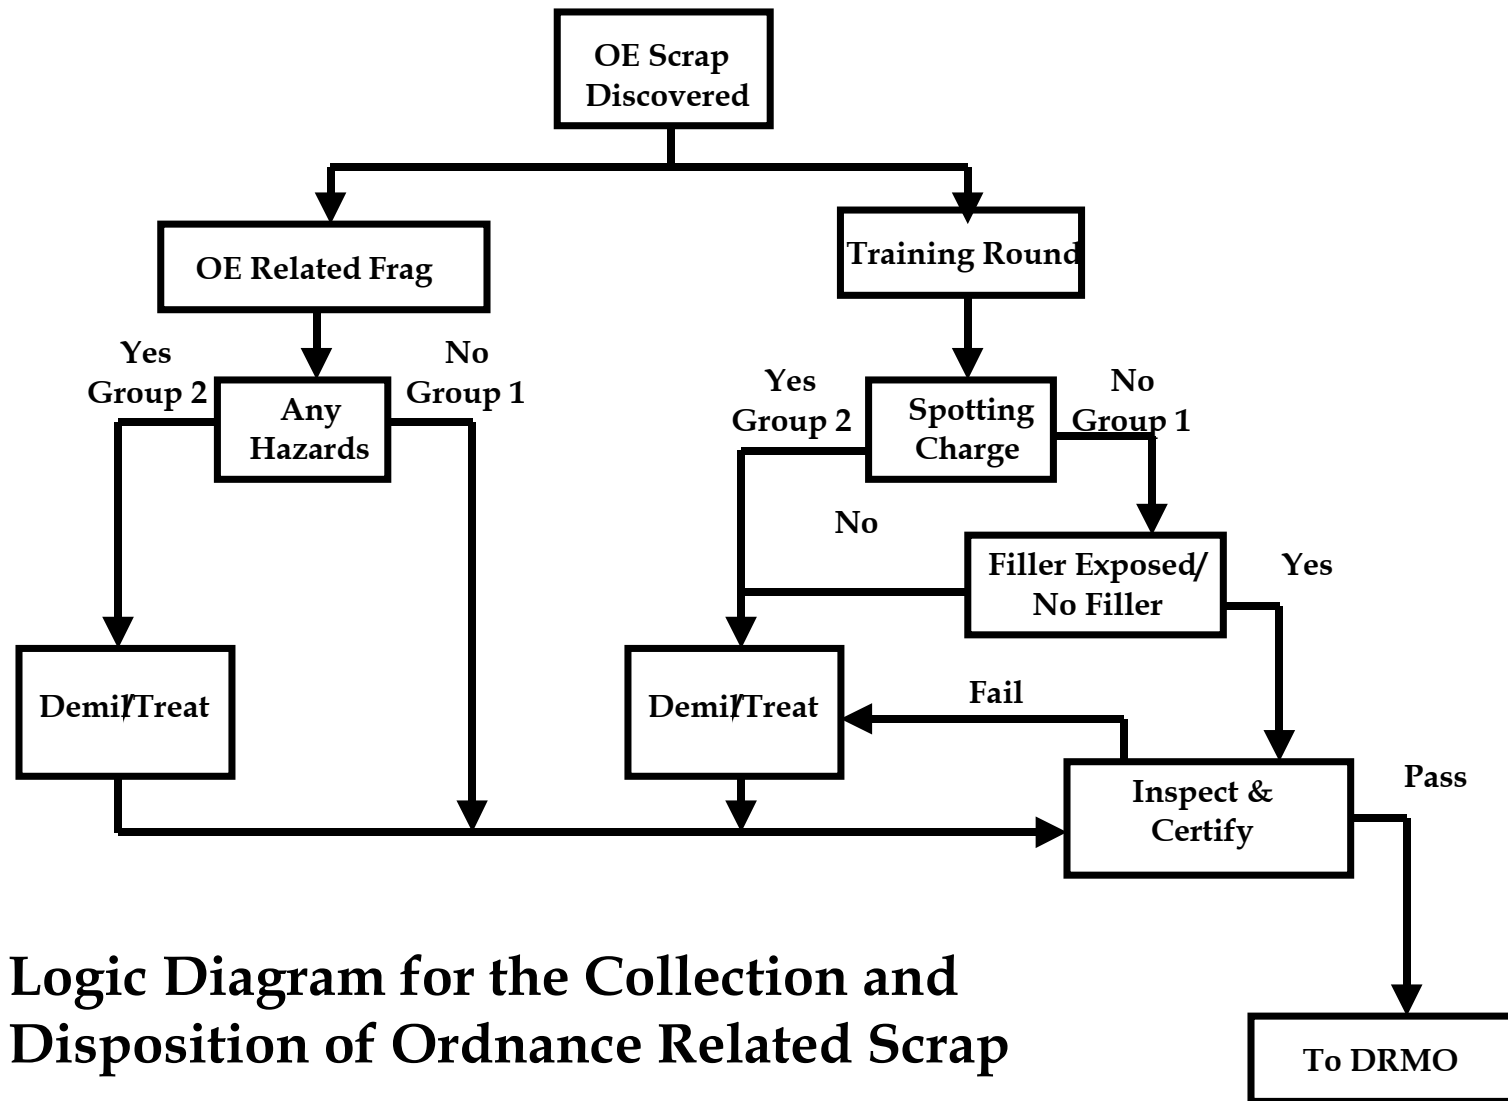 OE Scrap
Discovered
OE Related Frag
Training Round
Yes
Group 2
No
Group 1
Any
Hazards
Yes
Group 2
No
Group 1
Spotting
Charge
No
Filler Exposed/
No Filler
Yes
Demil/Treat
Demil/Treat
Fail
Inspect &
Certify
Pass
Logic Diagram for the Collection and
Disposition of Ordnance Related Scrap
To DRMO